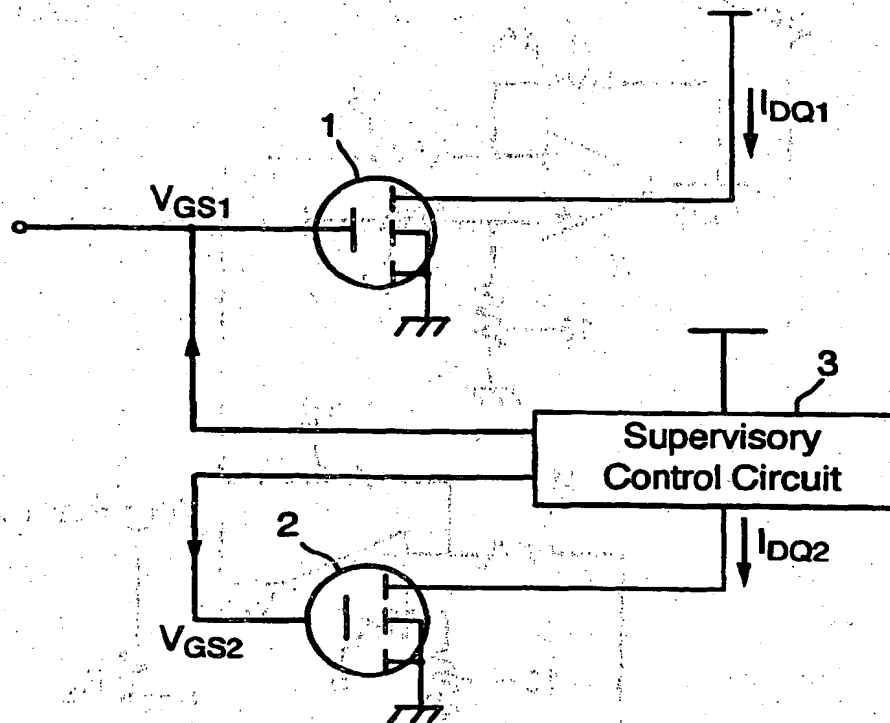 I_DQ1
1
V_GS1
3
Supervisory
Control Circuit
2
I_DQ2
V_GS2